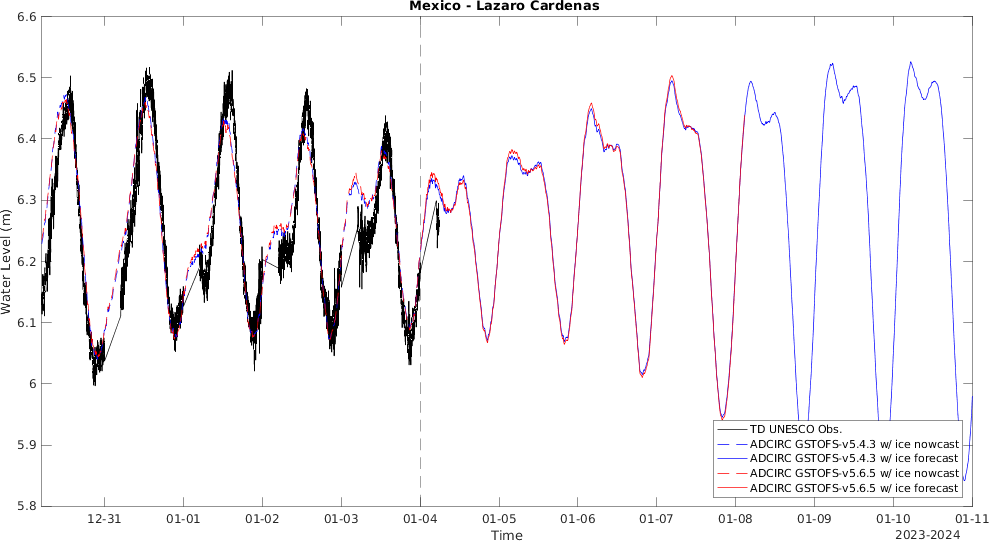 Mexico - Lazaro Cardenas
6.6
6.5
6.4
6.3
6.2
6.1
6
5.9
5.8
Water Level (m)
TD UNESCO Obs.
ADCIRC GSTOFS-v5.4.3 w/ ice nowcast
ADCIRC GSTOFS-v5.4.3 w/ ice forecast
ADCIRC GSTOFS-v5.6.5 w/ ice nowcast
ADCIRC GSTOFS-v5.6.5 w/ ice forecast
12-31 01-01 01-02 01-03 01-04 01-05 01-06 01-07 01-08 01-09 01-10 01-11
Time
2023-2024